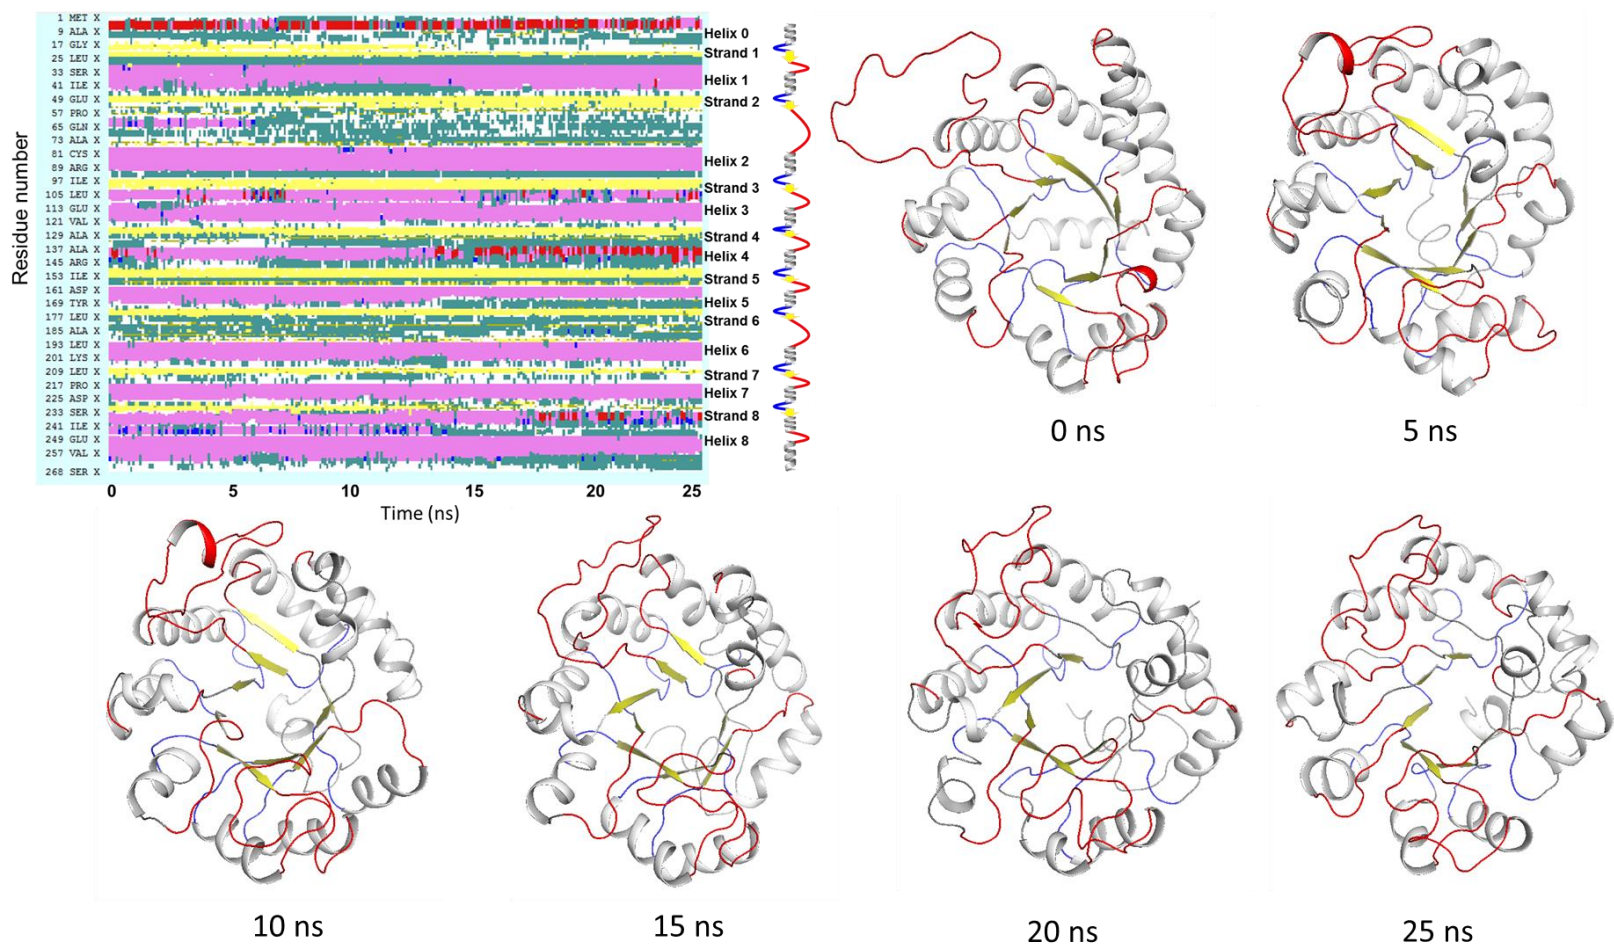 Residue number
1 MET X
9 ALA X
17 GLY X
25 LEU X
33 SER X
41 ILE X
49 GLU X
57 PRO X
65 GLN X
73 ALA X
81 CYS X
89 ARG X
97 ILE X
105 LEU X
113 GLU X
121 VAL X
129 ALA X
137 ALA X
145 ARG X
153 ILE X
161 ASP X
169 TYR X
177 LEU X
185 ALA X
193 LEU X
201 LYS X
209 LEU X
217 PRO X
225 ASP X
233 SER X
241 ILE X
249 GLU X
257 VAL X
268 SER X
Helix 0
Strand 1
Helix 1
Strand 2
Helix 2
Strand 3
Helix 3
Strand 4
Helix 4
Strand 5
Helix 5
Strand 6
Helix 6
Strand 7
Helix 7
Strand 8
Helix 8
0 5 10 15 20 25
Time (ns)
0 ns
5 ns
10 ns
15 ns
20 ns
25 ns